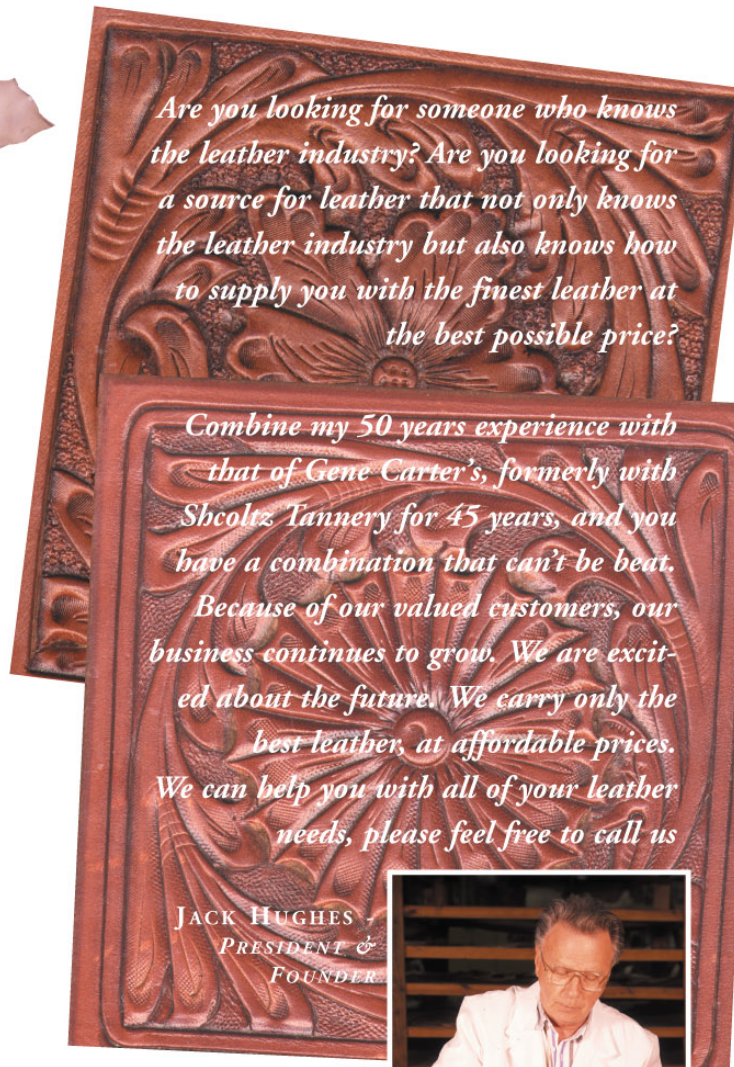 Are you looking for someone who knows
the leather industry? Are you looking for
a source for leather that not only knows
the leather industry but also knows how
to supply you with the finest leather at
the best possible price?
Combine my 50 years experience with
that of Gene Carter's, formerly with
Shcoltz Tannery for 45 years, and you
have a combination that can't be beat.
Because of our valued customers, our
business continues to grow. We are excit-
ed about the future. We carry only the
best leather, at affordable prices.
We can help you with all of your leather
needs, please feel free to call us
JACK HUGHES -
PRESIDENT &
FOUNDER